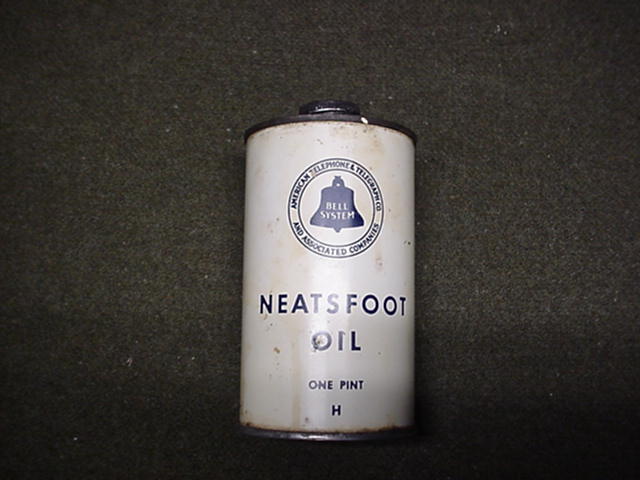 AMERICAN TELEPHONE & TELEGRAPH CO
BELL
SYSTEM
AND ASSOCIATED COMPANIES
NEATSFOOT
OIL
ONE PINT
H